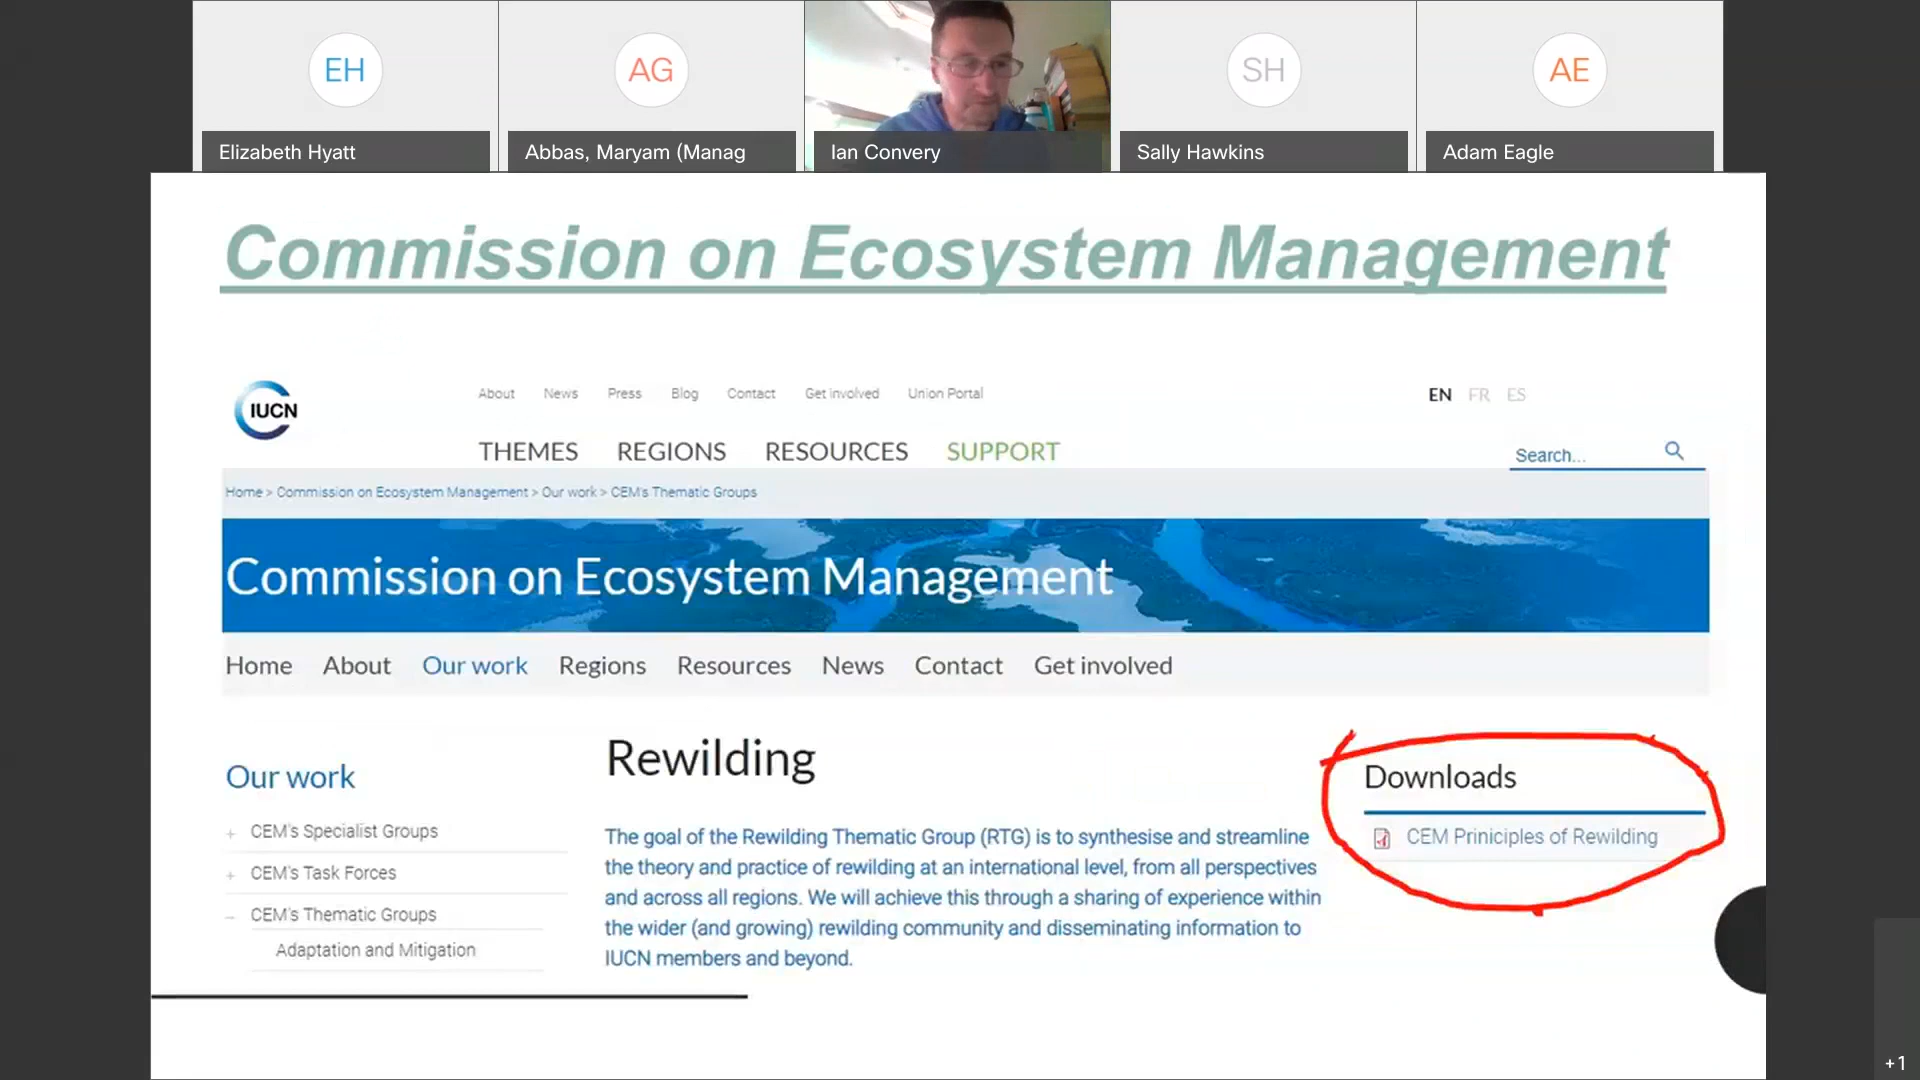 EH
AG
SH
AE
Elizabeth Hyatt
Abbas, Maryam (Manag
Ian Convery
Sally Hawkins
Adam Eagle
Commission on Ecosystem Management
IUCN
About News Press Blog Contact Get involved Union Portal
EN FR ES
THEMES REGIONS RESOURCES SUPPORT
Search...
Home > Commission on Ecosystem Management > Our work > CEM's Thematic Groups
Commission on Ecosystem Management
Home About Our work Regions Resources News Contact Get involved
Our work
+ CEM's Specialist Groups
+ CEM's Task Forces
– CEM's Thematic Groups
Adaptation and Mitigation
Rewilding
The goal of the Rewilding Thematic Group (RTG) is to synthesise and streamline
the theory and practice of rewilding at an international level, from all perspectives
and across all regions. We will achieve this through a sharing of experience within
the wider (and growing) rewilding community and disseminating information to
IUCN members and beyond.
Downloads
CEM Priniciples of Rewilding
+1